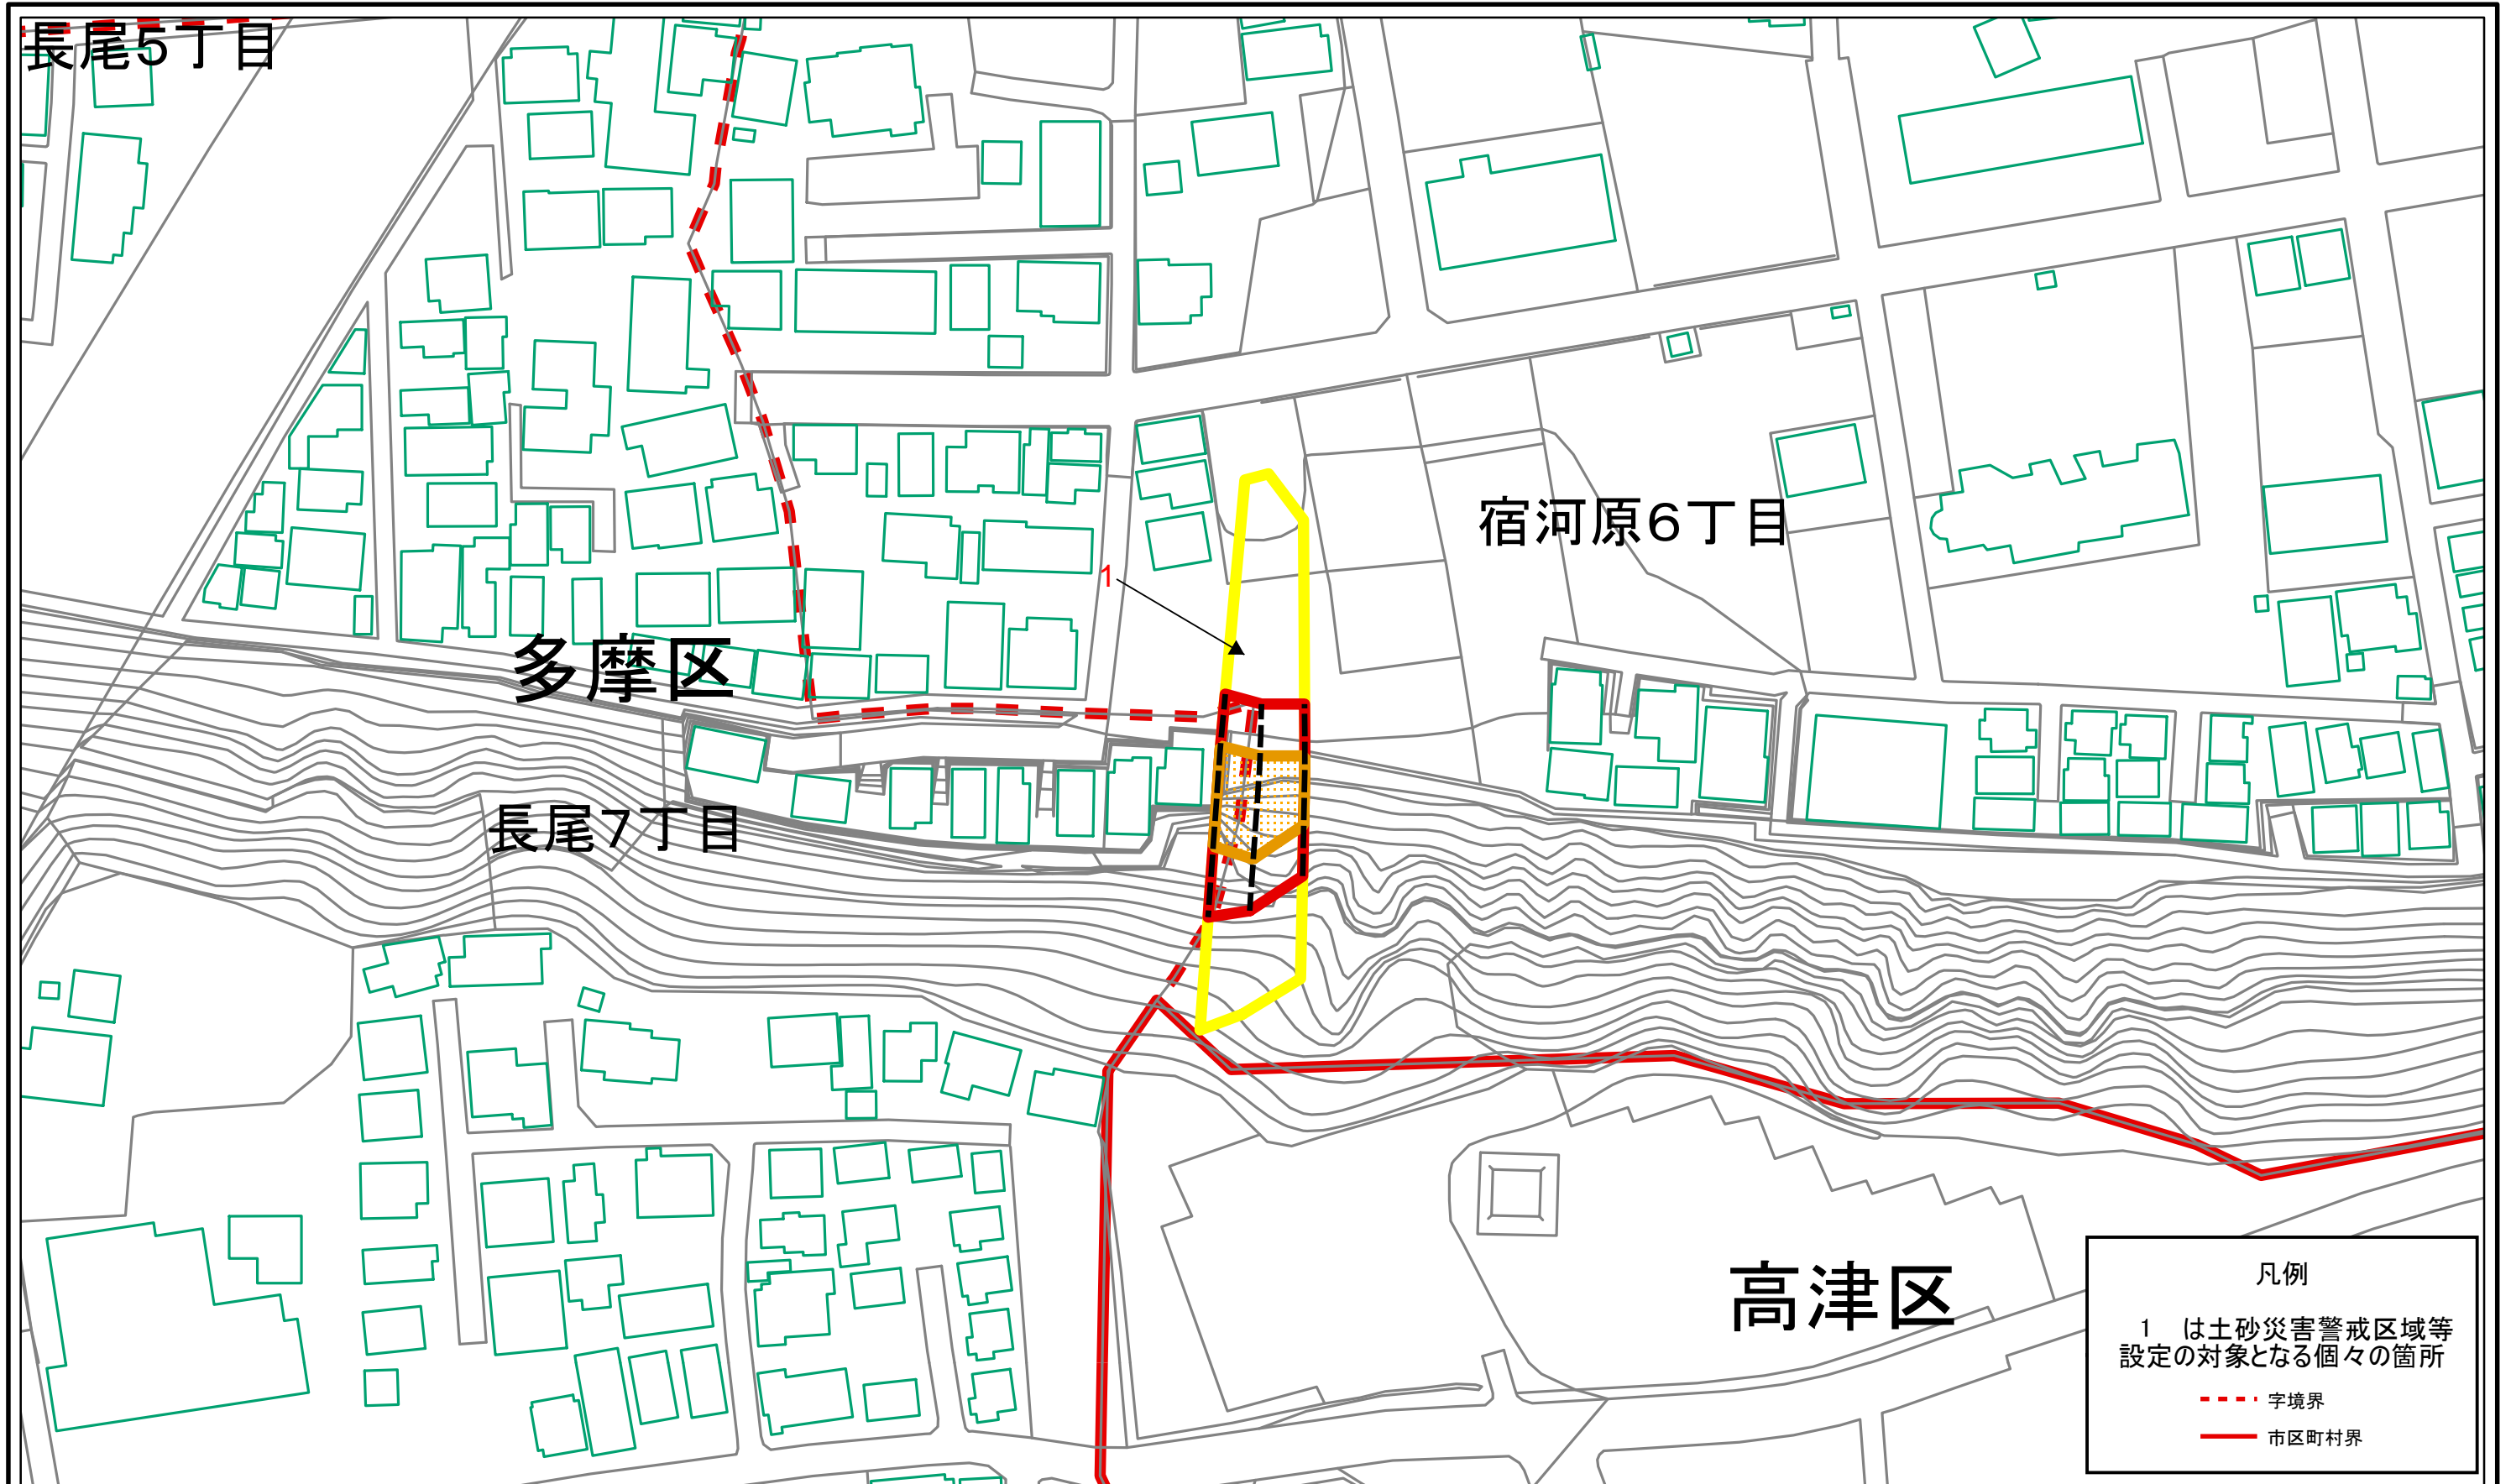 長尾5丁目
宿河原6丁目
1
多摩区
長尾7丁目
高津区
凡例
1 は土砂災害警戒区域等
設定の対象となる個々の箇所
字境界
市区町村界